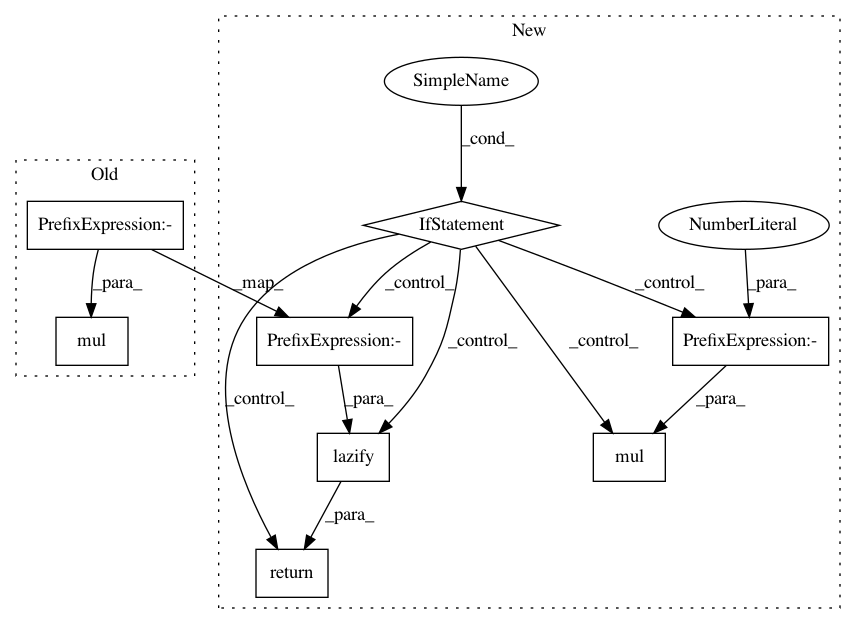 New
SimpleName
_cond_
Old
PrefixExpression:-
IfStatement
NumberLiteral
_para_
_map_
_control_
_control_
_para_
mul
PrefixExpression:-
_control_
_control_
PrefixExpression:-
_control_
_para_
_para_
lazify
mul
_para_
return